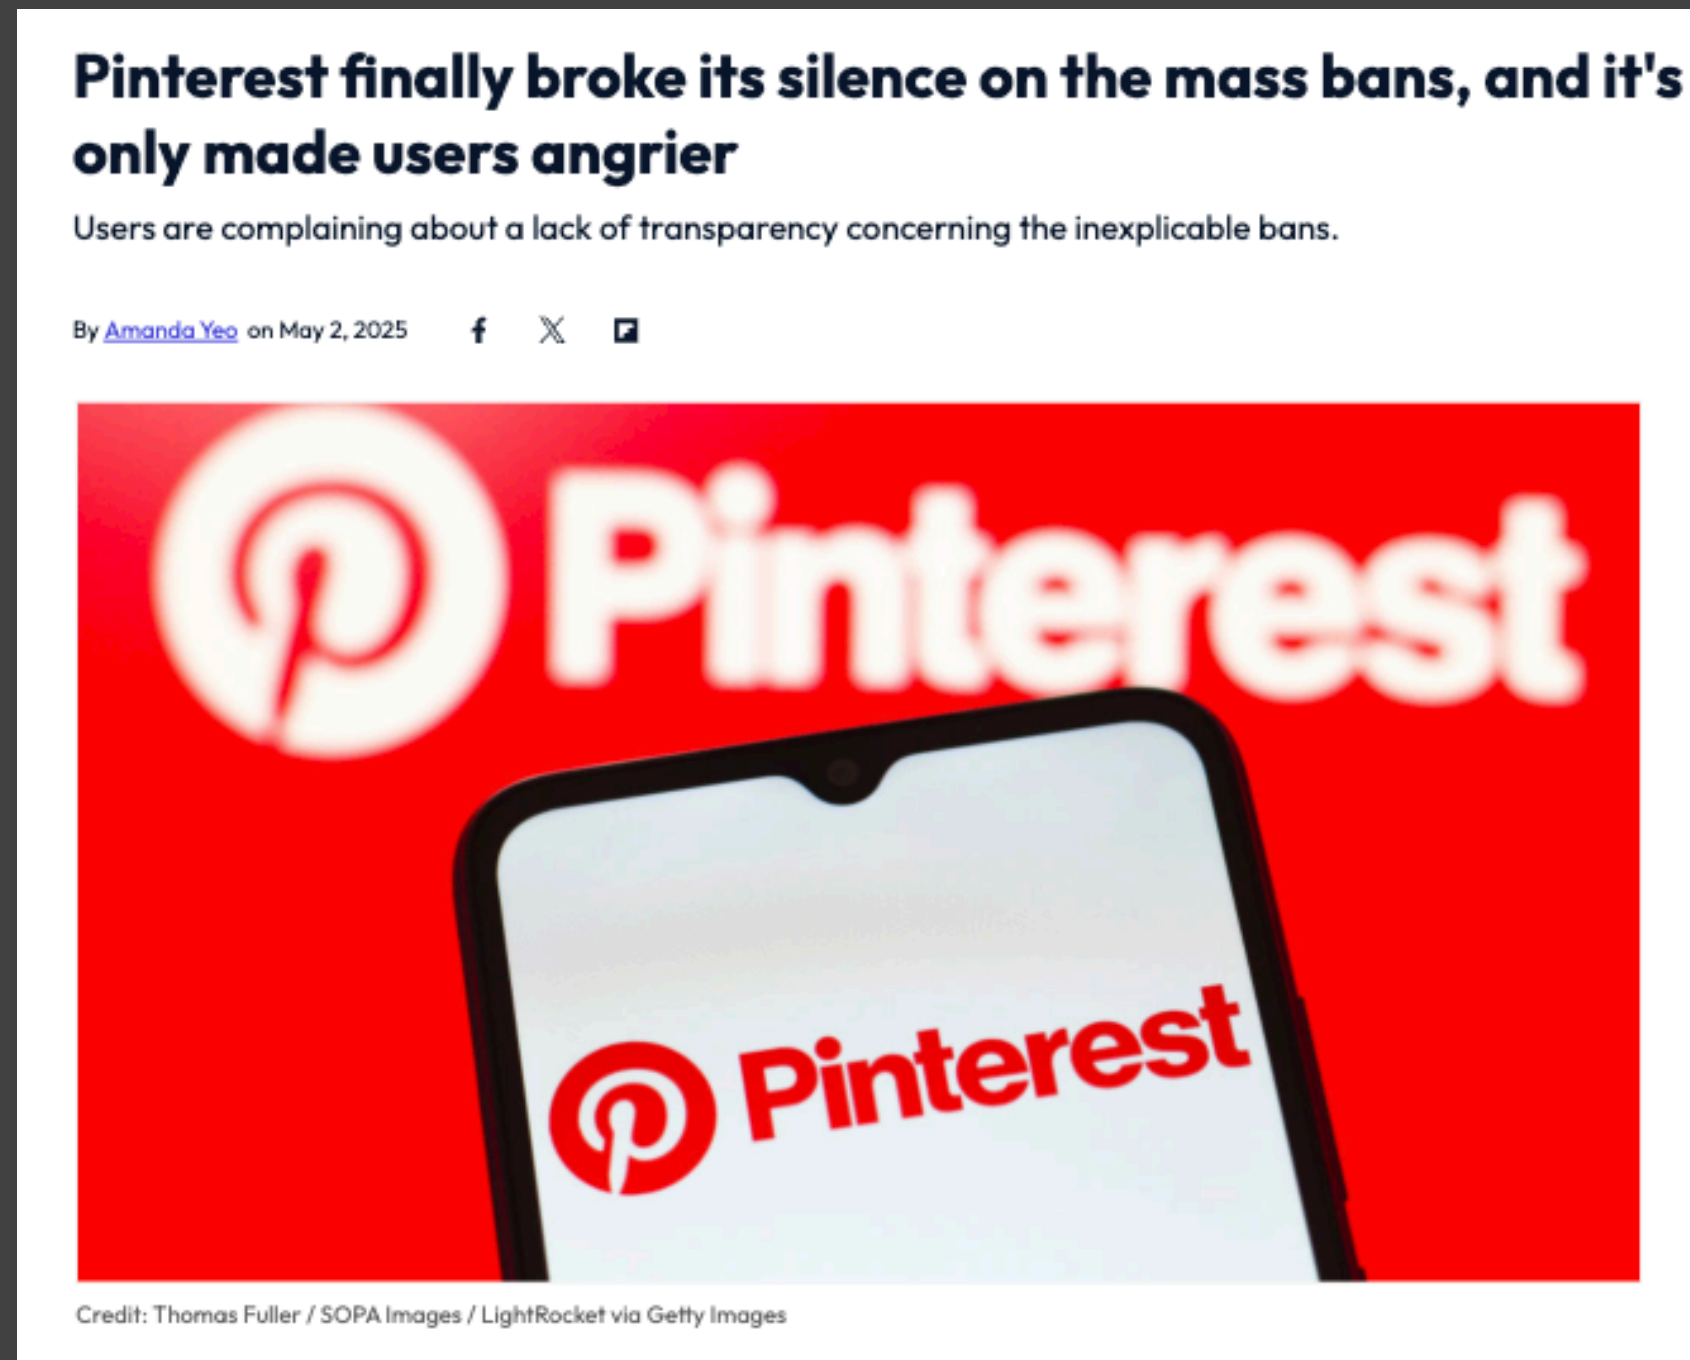 Pinterest finally broke its silence on the mass bans, and it's
only made users angrier
Users are complaining about a lack of transparency concerning the inexplicable bans.
By Amanda Yeo on May 2, 2025
Pinterest
Pinterest
Credit: Thomas Fuller / SOPA Images / LightRocket via Getty Images